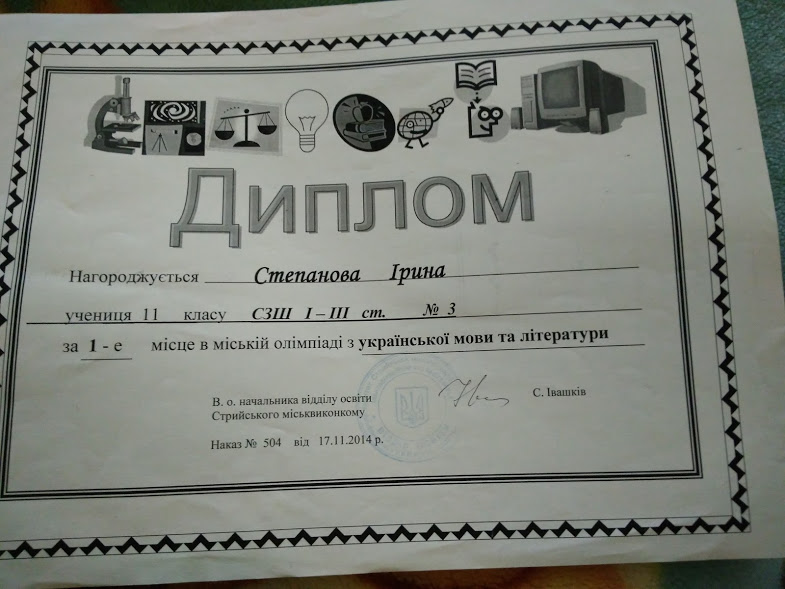 Диплом
Нагороджується Степанова Ірина
учениця 11 класу СЗШ І – ІІІ ст. № 3
за 1 - е місце в міській олімпіаді з української мови та літератури
В. о. начальника відділу освіти
Стрийського міськвиконкому
С. Івашків
Наказ № 504 від 17.11.2014 р.